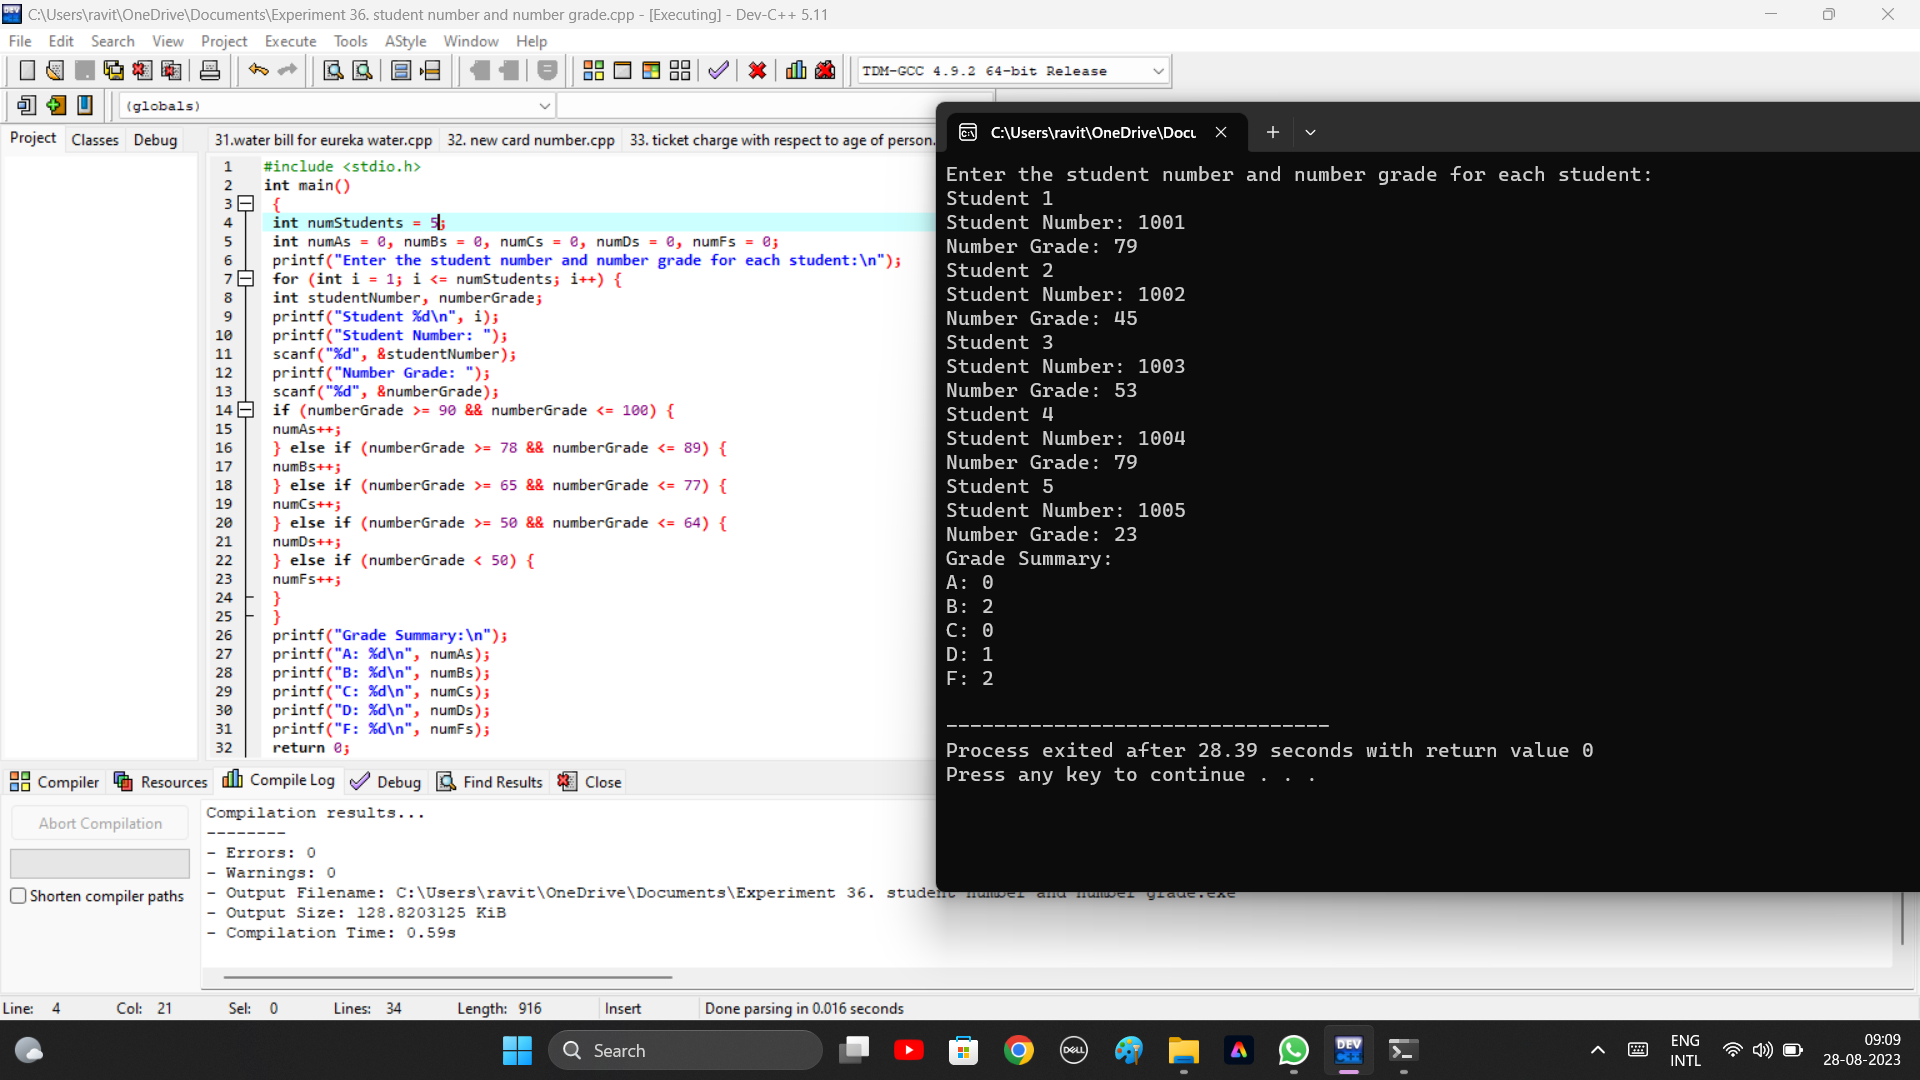 C:\Users\ravit\OneDrive\Documents\Experiment 36. student number and number grade.cpp - [Executing] - Dev-C++ 5.11
File Edit Search View Project Execute Tools AStyle Window Help
TDM-GCC 4.9.2 64-bit Release
(globals)
Project Classes Debug
31.water bill for eureka water.cpp 32. new card number.cpp 33. ticket charge with respect to age of person.
1 #include <stdio.h>
2 int main()
3 {
4 int numStudents = 5;
5 int numAs = 0, numBs = 0, numCs = 0, numDs = 0, numFs = 0;
6 printf("Enter the student number and number grade for each student:\n");
7 for (int i = 1; i <= numStudents; i++) {
8 int studentNumber, numberGrade;
9 printf("Student %d\n", i);
10 printf("Student Number: ");
11 scanf("%d", &studentNumber);
12 printf("Number Grade: ");
13 scanf("%d", &numberGrade);
14 if (numberGrade >= 90 && numberGrade <= 100) {
15 numAs++;
16 } else if (numberGrade >= 78 && numberGrade <= 89) {
17 numBs++;
18 } else if (numberGrade >= 65 && numberGrade <= 77) {
19 numCs++;
20 } else if (numberGrade >= 50 && numberGrade <= 64) {
21 numDs++;
22 } else if (numberGrade < 50) {
23 numFs++;
24 }
25 }
26 printf("Grade Summary:\n");
27 printf("A: %d\n", numAs);
28 printf("B: %d\n", numBs);
29 printf("C: %d\n", numCs);
30 printf("D: %d\n", numDs);
31 printf("F: %d\n", numFs);
32 return 0;
C:\Users\ravit\OneDrive\Docu
Enter the student number and number grade for each student:
Student 1
Student Number: 1001
Number Grade: 79
Student 2
Student Number: 1002
Number Grade: 45
Student 3
Student Number: 1003
Number Grade: 53
Student 4
Student Number: 1004
Number Grade: 79
Student 5
Student Number: 1005
Number Grade: 23
Grade Summary:
A: 0
B: 2
C: 0
D: 1
F: 2
--------------------------------
Process exited after 28.39 seconds with return value 0
Press any key to continue . . .
Compiler Resources Compile Log Debug Find Results Close
Abort Compilation
Shorten compiler paths
Compilation results...
--------
- Errors: 0
- Warnings: 0
- Output Filename: C:\Users\ravit\OneDrive\Documents\Experiment 36. student number and number grade.exe
- Output Size: 128.8203125 KiB
- Compilation Time: 0.59s
Line: 4 Col: 21 Sel: 0 Lines: 34 Length: 916 Insert Done parsing in 0.016 seconds
Search
DELL
DEV C++
ENG
INTL
09:09
28-08-2023